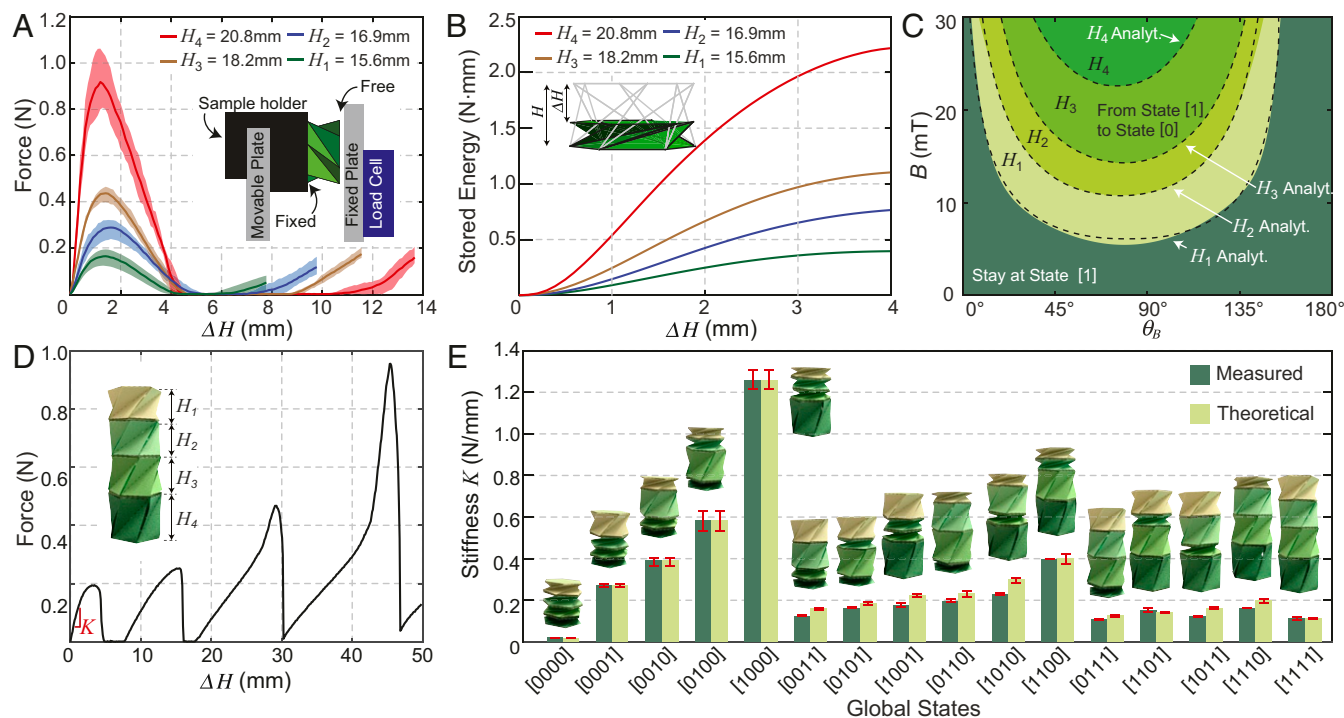 A
H4 = 20.8mm
H2 = 16.9mm
H3 = 18.2mm
H1 = 15.6mm
Sample holder
Free
Movable Plate
Fixed
Fixed Plate
Load Cell
Force (N)
1.2
1.0
0.8
0.6
0.4
0.2
0 2 4 6 8 10 12 14
ΔH (mm)
B
H4 = 20.8mm
H2 = 16.9mm
H3 = 18.2mm
H1 = 15.6mm
H
ΔH
Stored Energy (N·mm)
2.5
2.0
1.5
1.0
0.5
0 1 2 3 4
ΔH (mm)
C
H4 Analyt.
H4
H3
From State [1]
to State [0]
H2
H1
H3 Analyt.
H2 Analyt.
H1 Analyt.
Stay at State [1]
B (mT)
30
20
10
0
0° 45° 90° 135° 180°
θB
D
H1
H2
H3
H4
K
Force (N)
1.0
0.8
0.6
0.4
0.2
0 10 20 30 40 50
ΔH (mm)
E
Measured
Theoretical
Stiffness K (N/mm)
1.4
1.2
1.0
0.8
0.6
0.4
0.2
0
[0000]
[0001]
[0010]
[0100]
[1000]
[0011]
[0101]
[1001]
[0110]
[1010]
[1100]
[0111]
[1101]
[1011]
[1110]
[1111]
Global States